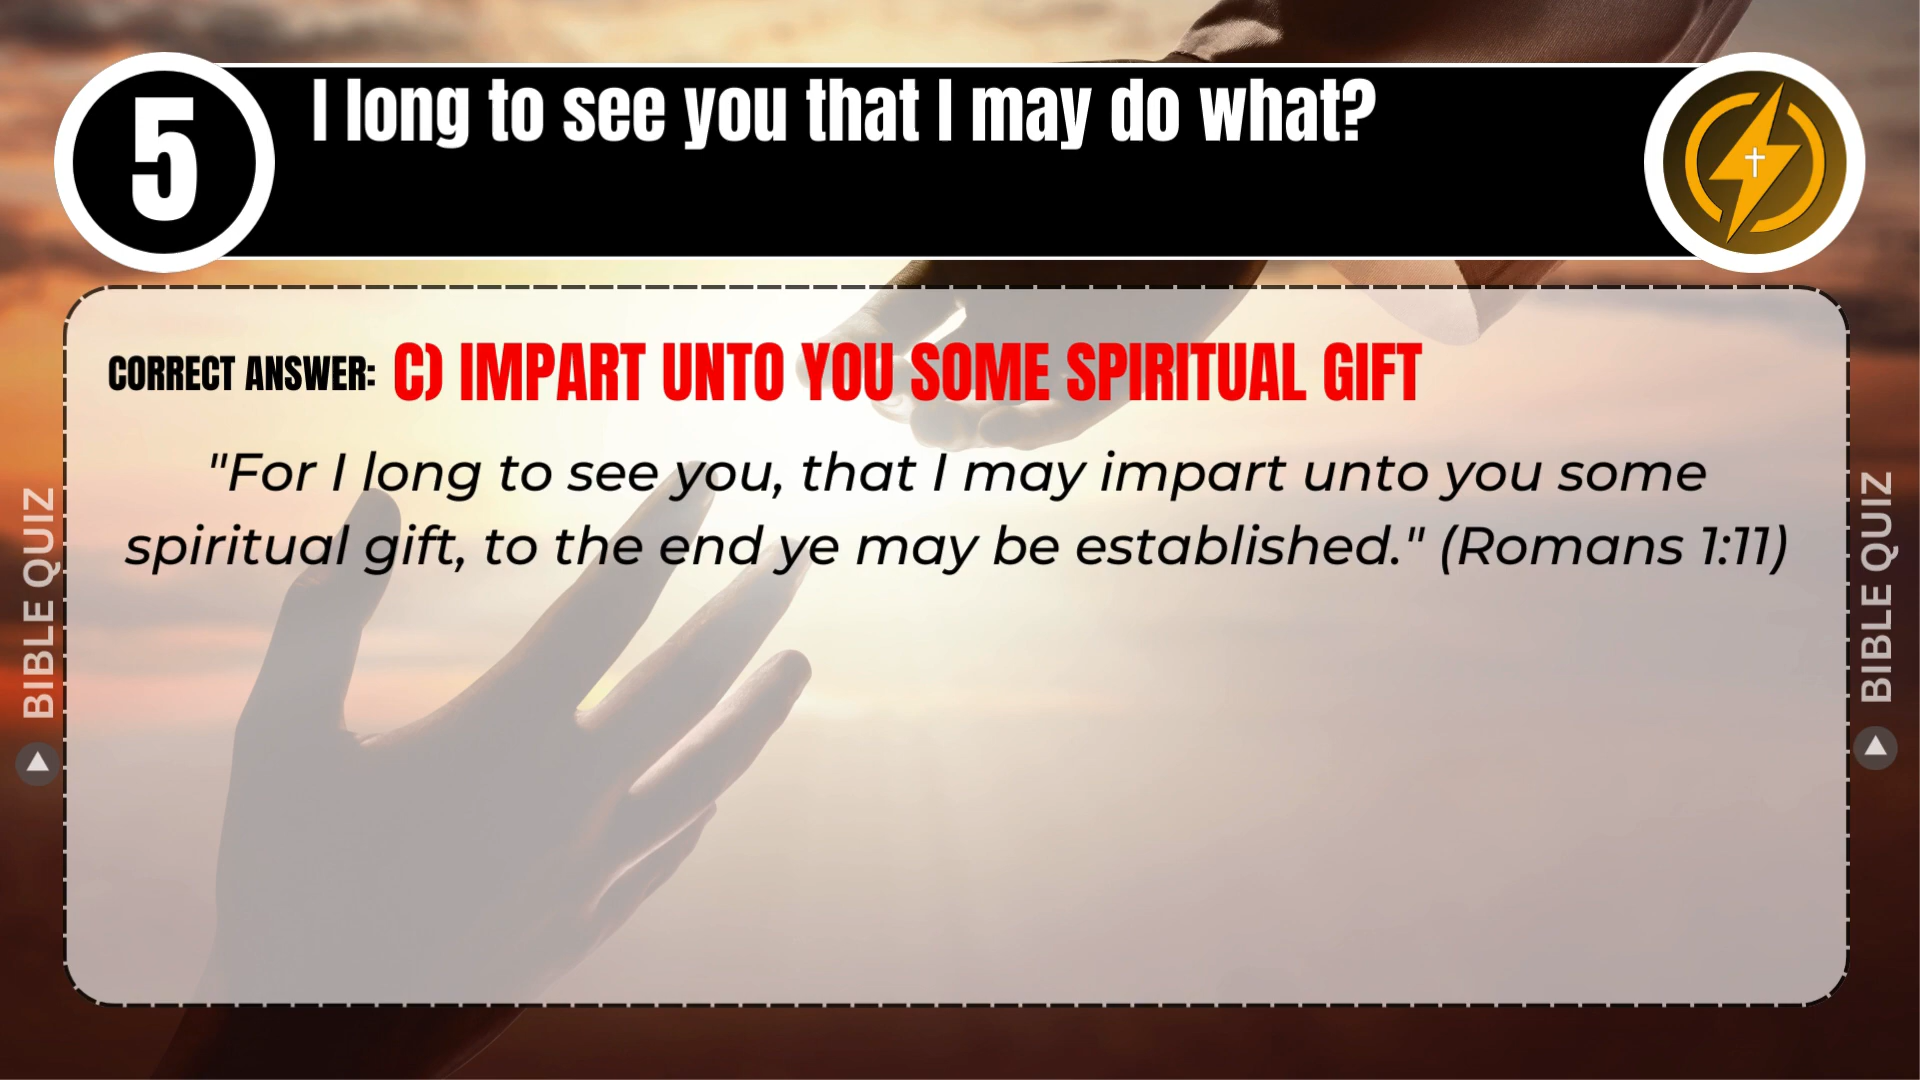 5
I long to see you that I may do what?
CORRECT ANSWER: C) IMPART UNTO YOU SOME SPIRITUAL GIFT
"For I long to see you, that I may impart unto you some
spiritual gift, to the end ye may be established." (Romans 1:11)
BIBLE QUIZ
BIBLE QUIZ